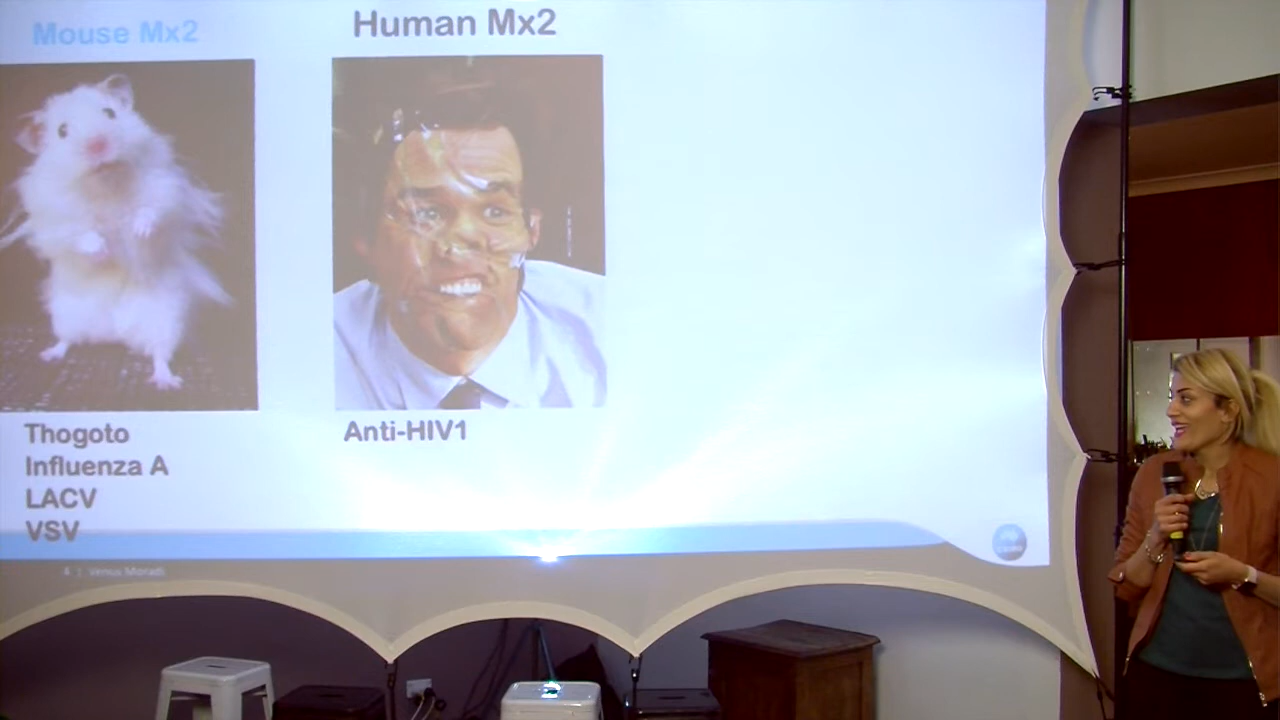 Mouse Mx2
Human Mx2
Thogoto
Influenza A
LACV
VSV
Anti-HIV1